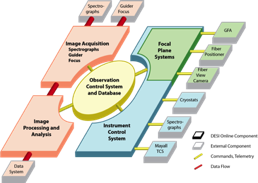 Spectro-
graphs
Guider
Focus
Image Acquisition
Spectrographs
Guider
Focus
Focal
Plane
Systems
GFA
Fiber
Positioner
Fiber
View
Camera
Observation
Control System
and Database
Cryostats
Image
Processing
and Analysis
Instrument
Control
System
Spectro-
graphs
Mayall
TCS
Data
System
DESI Online Component
External Component
Commands, Telemetry
Data Flow